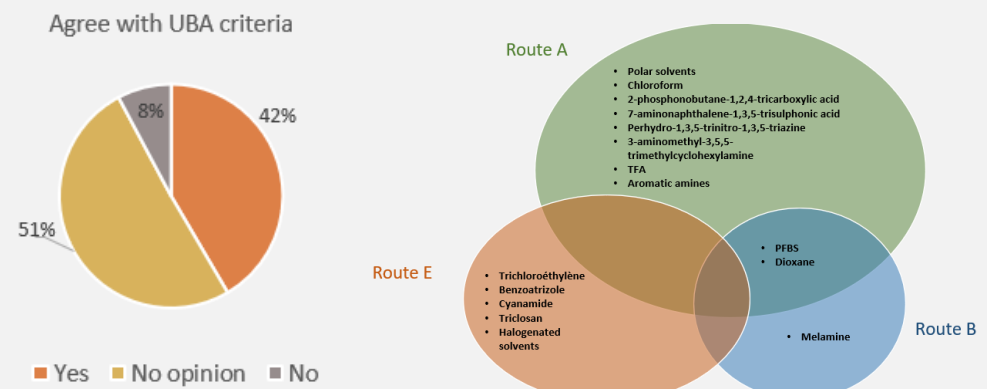 Agree with UBA criteria
8%
42%
51%
Yes No opinion No
Route A
• Polar solvents
• Chloroform
• 2-phosphonobutane-1,2,4-tricarboxylic acid
• 7-aminonaphthalene-1,3,5-trisulphonic acid
• Perhydro-1,3,5-trinitro-1,3,5-triazine
• 3-aminomethyl-3,5,5-
trimethylcyclohexylamine
• TFA
• Aromatic amines
Route E
• Trichloroéthylène
• Benzoatrizole
• Cyanamide
• Triclosan
• Halogenated
solvents
• PFBS
• Dioxane
Route B
• Melamine